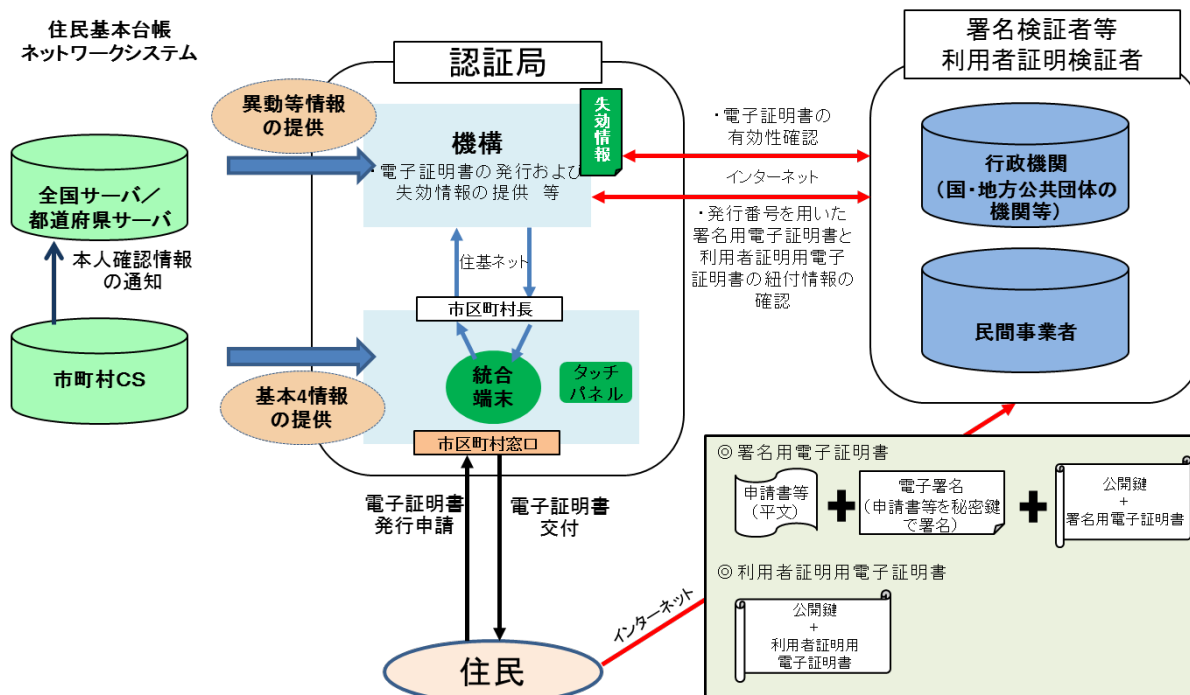 住民基本台帳
ネットワークシステム
認証局
署名検証者等
利用者証明検証者
異動等情報
の提供
失効情報
機構
・電子証明書の発行および
失効情報の提供 等
・電子証明書の
有効性確認
インターネット
・発行番号を用いた
署名用電子証明書と
利用者証明用電子
証明書の紐付情報の
確認
行政機関
（国・地方公共団体の
機関等）
民間事業者
全国サーバ／
都道府県サーバ
本人確認情報
の通知
市町村CS
住基ネット
市区町村長
統合
端末
タッチ
パネル
基本4情報
の提供
市区町村窓口
電子証明書
発行申請
電子証明書
交付
住民
インターネット
◎署名用電子証明書
申請書等
（平文）
電子署名
（申請書等を秘密鍵
で署名）
公開鍵
+
署名用電子証明書
◎利用者証明用電子証明書
公開鍵
+
利用者証明用
電子証明書